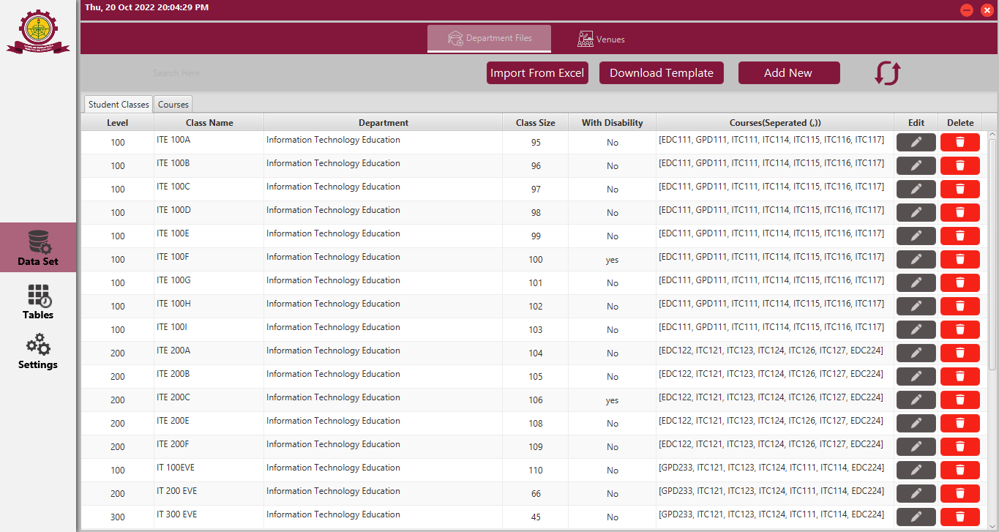 Thu, 20 Oct 2022 20:04:29 PM
Department Files
Venues
Search Here
Import From Excel
Download Template
Add New
Student Classes
Courses
Level Class Name Department Class Size With Disability Courses(Seperated (,)) Edit Delete
100 ITE 100A Information Technology Education 95 No [EDC111, GPD111, ITC111, ITC114, ITC115, ITC116, ITC117]
100 ITE 100B Information Technology Education 96 No [EDC111, GPD111, ITC111, ITC114, ITC115, ITC116, ITC117]
100 ITE 100C Information Technology Education 97 No [EDC111, GPD111, ITC111, ITC114, ITC115, ITC116, ITC117]
100 ITE 100D Information Technology Education 98 No [EDC111, GPD111, ITC111, ITC114, ITC115, ITC116, ITC117]
100 ITE 100E Information Technology Education 99 No [EDC111, GPD111, ITC111, ITC114, ITC115, ITC116, ITC117]
100 ITE 100F Information Technology Education 100 yes [EDC111, GPD111, ITC111, ITC114, ITC115, ITC116, ITC117]
100 ITE 100G Information Technology Education 101 No [EDC111, GPD111, ITC111, ITC114, ITC115, ITC116, ITC117]
100 ITE 100H Information Technology Education 102 No [EDC111, GPD111, ITC111, ITC114, ITC115, ITC116, ITC117]
100 ITE 100I Information Technology Education 103 No [EDC111, GPD111, ITC111, ITC114, ITC115, ITC116, ITC117]
200 ITE 200A Information Technology Education 104 No [EDC122, ITC121, ITC123, ITC124, ITC126, ITC127, EDC224]
200 ITE 200B Information Technology Education 105 No [EDC122, ITC121, ITC123, ITC124, ITC126, ITC127, EDC224]
200 ITE 200C Information Technology Education 106 yes [EDC122, ITC121, ITC123, ITC124, ITC126, ITC127, EDC224]
200 ITE 200E Information Technology Education 108 No [EDC122, ITC121, ITC123, ITC124, ITC126, ITC127, EDC224]
200 ITE 200F Information Technology Education 109 No [EDC122, ITC121, ITC123, ITC124, ITC126, ITC127, EDC224]
100 IT 100EVE Information Technology Education 110 No [GPD233, ITC121, ITC123, ITC124, ITC111, ITC114, EDC224]
200 IT 200 EVE Information Technology Education 66 No [GPD233, ITC121, ITC123, ITC124, ITC111, ITC114, EDC224]
300 IT 300 EVE Information Technology Education 45 No [GPD233, ITC121, ITC123, ITC124, ITC111, ITC114, EDC224]
Data Set
Tables
Settings